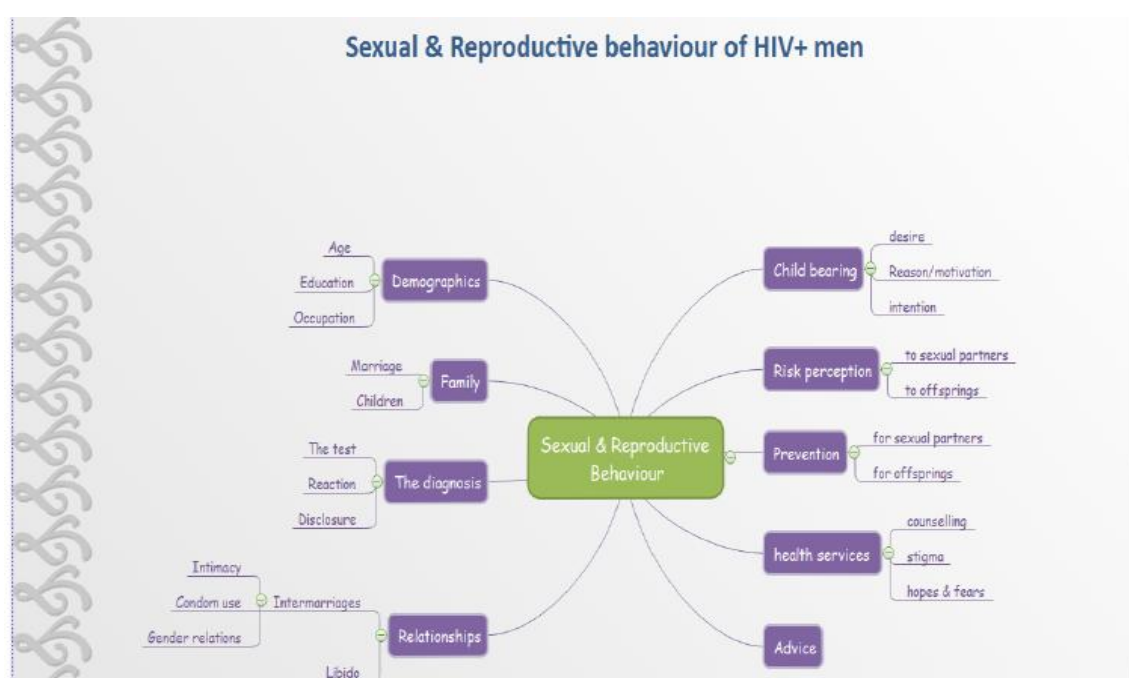 Sexual & Reproductive behaviour of HIV+ men
Age
Education
Occupation
Demographics
Marriage
Children
Family
The test
Reaction
Disclosure
The diagnosis
Intimacy
Condom use
Gender relations
Intermarriages
Libido
Relationships
Sexual & Reproductive
Behaviour
Child bearing
desire
Reason/motivation
intention
Risk perception
to sexual partners
to offsprings
Prevention
for sexual partners
for offsprings
health services
counselling
stigma
hopes & fears
Advice